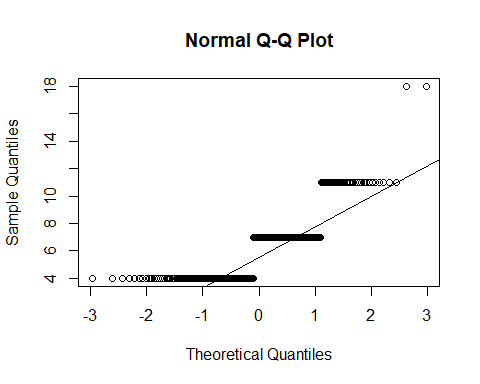 Normal Q-Q Plot
18
14
10
8
6
4
Sample Quantiles
-3 -2 -1 0 1 2 3
Theoretical Quantiles